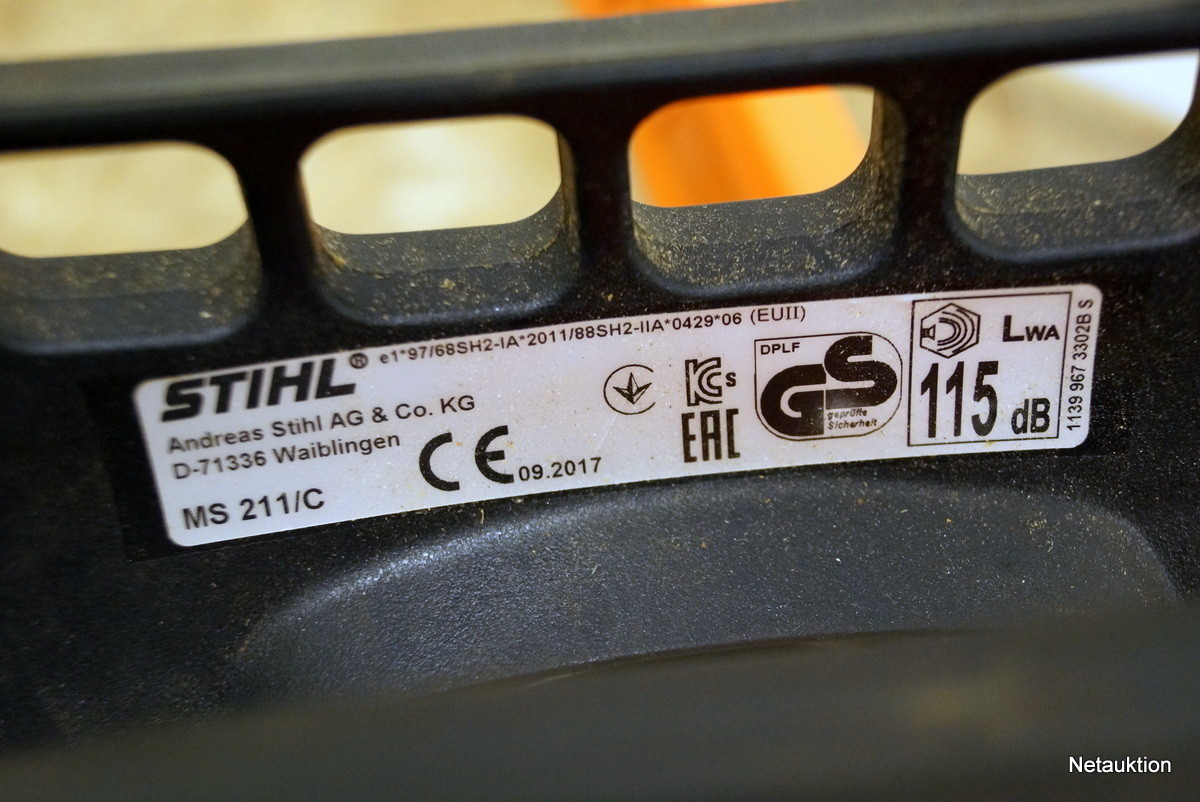 STIHL® e1*97/68SH2-IA*2011/88SH2-IIA*0429*06 (EUII)
Andreas Stihl AG & Co. KG
D-71336 Waiblingen
MS 211/C
CE 09.2017
KCs
EAC
DPLF
GS
geprüfte
Sicherheit
LWA
115 dB
1139 967 3302B S
Netauktion